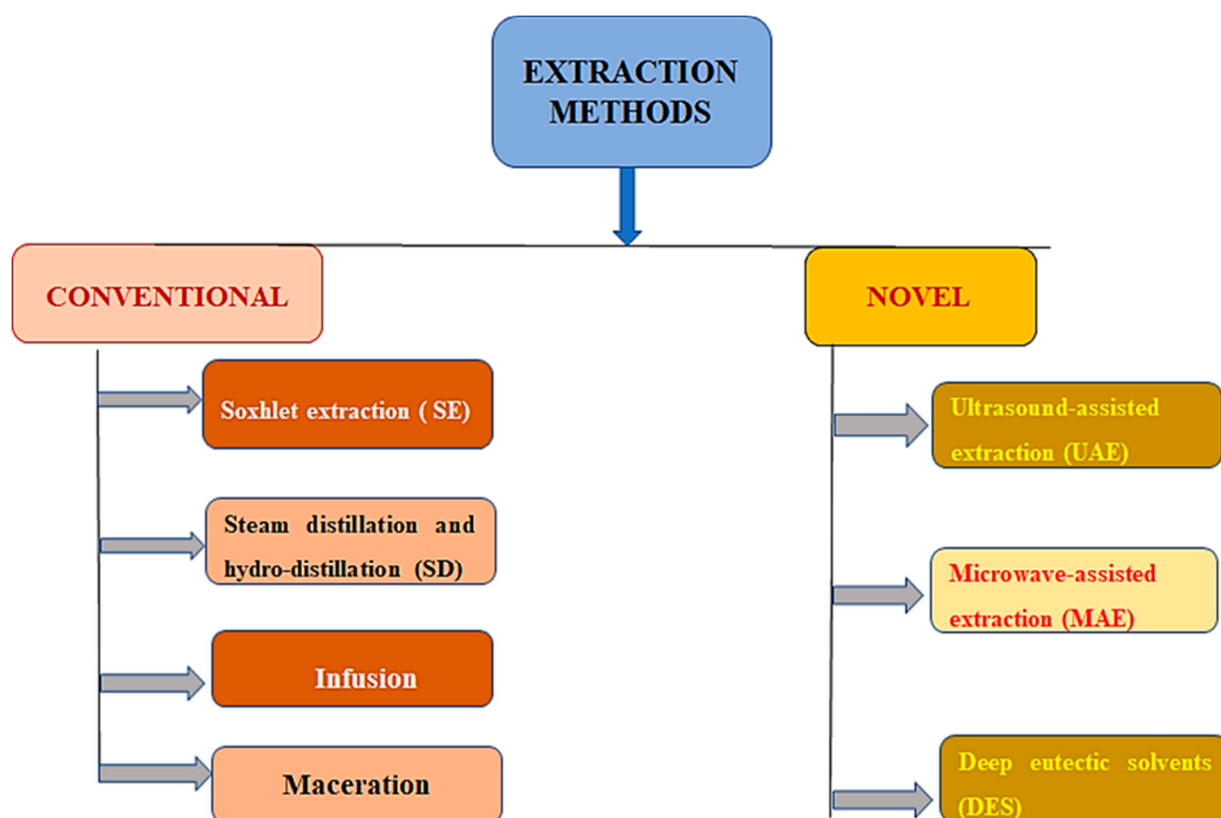 EXTRACTION
METHODS
CONVENTIONAL
NOVEL
Soxhlet extraction ( SE)
Steam distillation and
hydro-distillation (SD)
Infusion
Maceration
Ultrasound-assisted
extraction (UAE)
Microwave-assisted
extraction (MAE)
Deep eutectic solvents
(DES)